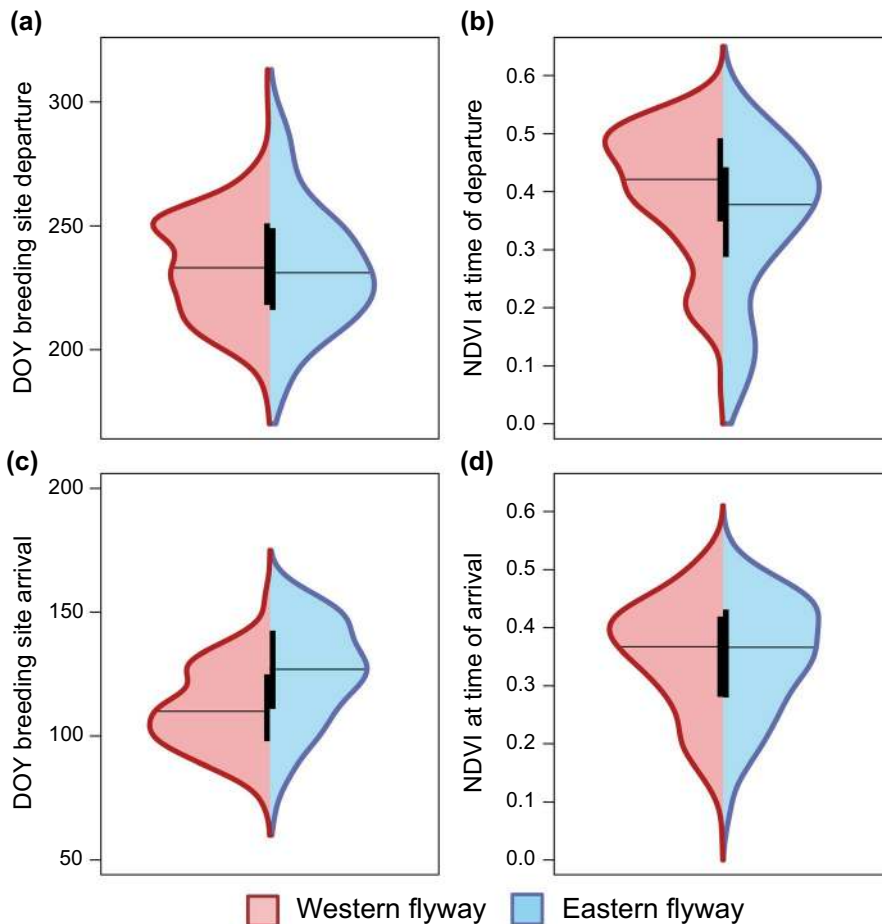 (a)
DOY breeding site departure
300
250
200
(b)
NDVI at time of departure
0.6
0.5
0.4
0.3
0.2
0.1
0.0
(c)
DOY breeding site arrival
200
150
100
50
(d)
NDVI at time of arrival
0.6
0.5
0.4
0.3
0.2
0.1
0.0
Western flyway
Eastern flyway